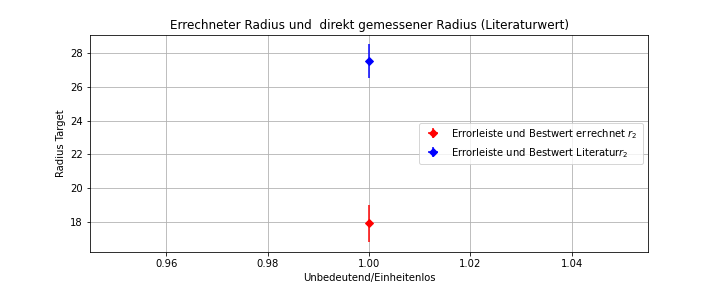 Errechneter Radius und  direkt gemessener Radius (Literaturwert)
28
26
24
22
20
18
Radius Target
Errorleiste und Bestwert errechnet r₂
Errorleiste und Bestwert Literaturr₂
0.96 0.98 1.00 1.02 1.04
Unbedeutend/Einheitenlos